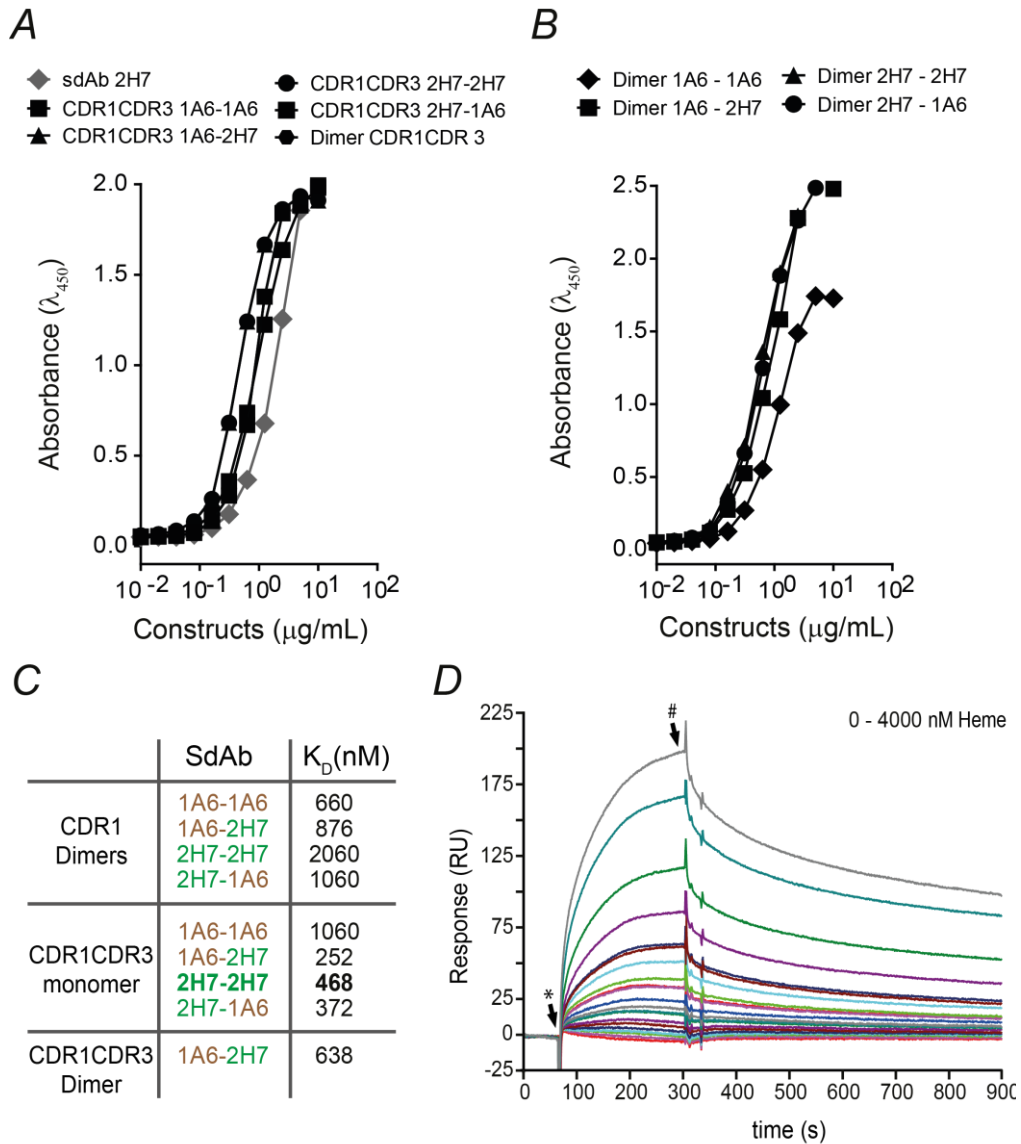 A
sdAb 2H7
CDR1CDR3 1A6-1A6
CDR1CDR3 1A6-2H7
CDR1CDR3 2H7-2H7
CDR1CDR3 2H7-1A6
Dimer CDR1CDR 3
2.0
1.5
1.0
0.5
0.0
Absorbance (λ450)
10-2 10-1 100 101 102
Constructs (μg/mL)
B
Dimer 1A6 - 1A6
Dimer 1A6 - 2H7
Dimer 2H7 - 2H7
Dimer 2H7 - 1A6
2.5
2.0
1.5
1.0
0.5
0.0
Absorbance (λ450)
10-2 10-1 100 101 102
Constructs (μg/mL)
C
SdAb KD(nM)
CDR1 Dimers
1A6-1A6 660
1A6-2H7 876
2H7-2H7 2060
2H7-1A6 1060
CDR1CDR3 monomer
1A6-1A6 1060
1A6-2H7 252
2H7-2H7 468
2H7-1A6 372
CDR1CDR3 Dimer
1A6-2H7 638
D
0 - 4000 nM Heme
#
*
225
175
125
75
25
0
-25
Response (RU)
0 100 200 300 400 500 600 700 800 900
time (s)